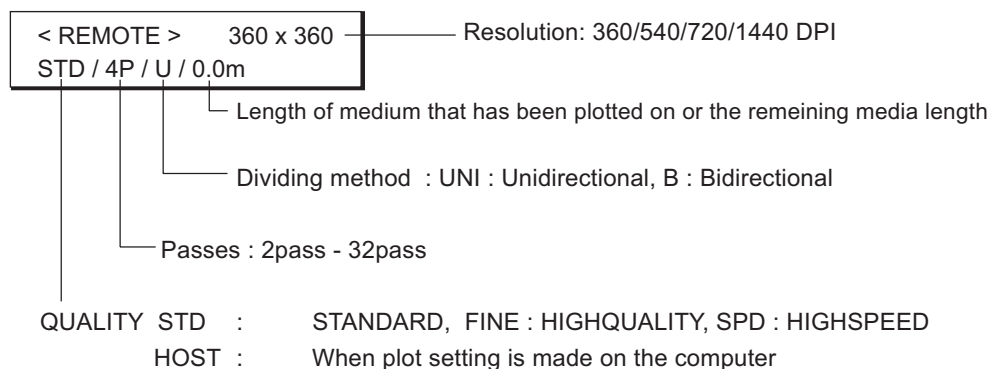 < REMOTE > 360 x 360
Resolution: 360/540/720/1440 DPI
STD / 4P / U / 0.0m
Length of medium that has been plotted on or the remeining media length
Dividing method : UNI : Unidirectional, B : Bidirectional
Passes : 2pass - 32pass
QUALITY STD : STANDARD, FINE : HIGHQUALITY, SPD : HIGHSPEED
HOST : When plot setting is made on the computer